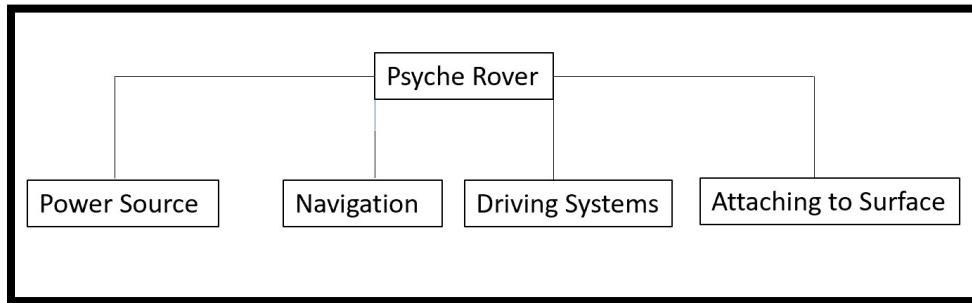 Psyche Rover
Power Source
Navigation
Driving Systems
Attaching to Surface